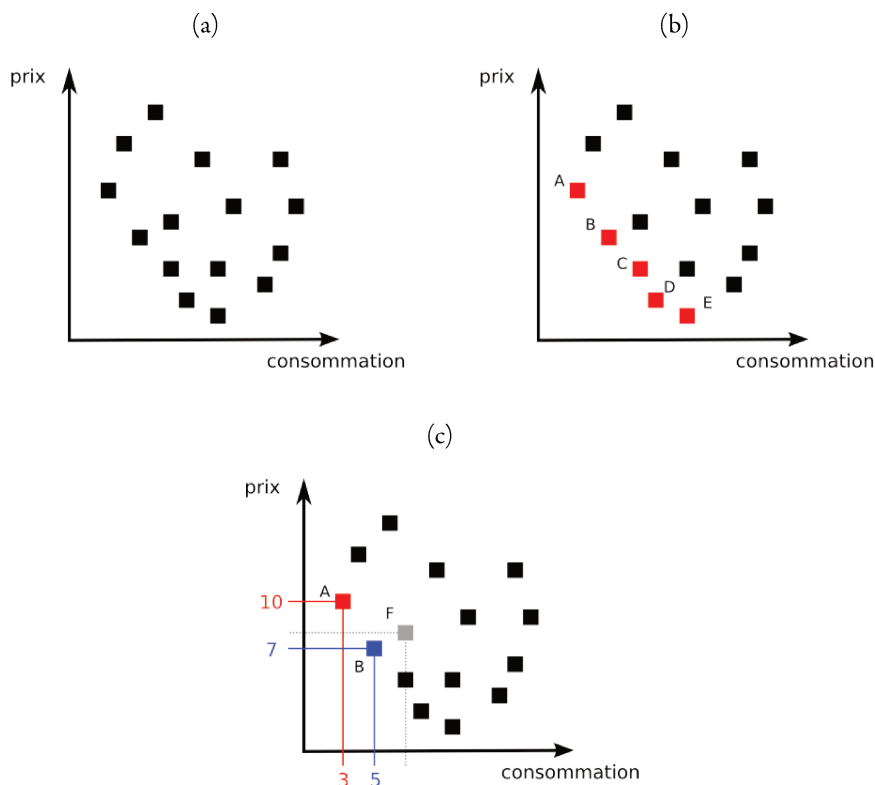 (a)
prix
consommation
(b)
prix
A
B
C
D
E
consommation
(c)
prix
A
10
F
7
B
3
5
consommation